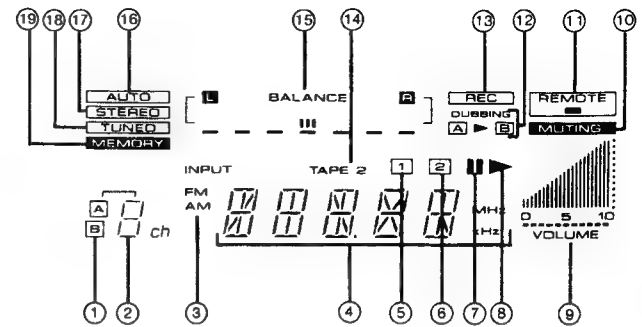 19 18 17 16 15 14 13 12 11 10
AUTO
STEREO
TUNED
MEMORY
L BALANCE R
REC
DUBBING
A ► B
REMOTE
MUTING
INPUT TAPE 2 1 2
FM
AM
MHz
kHz
A
B
ch
0 5 10
VOLUME
1 2 3 4 5 6 7 8 9